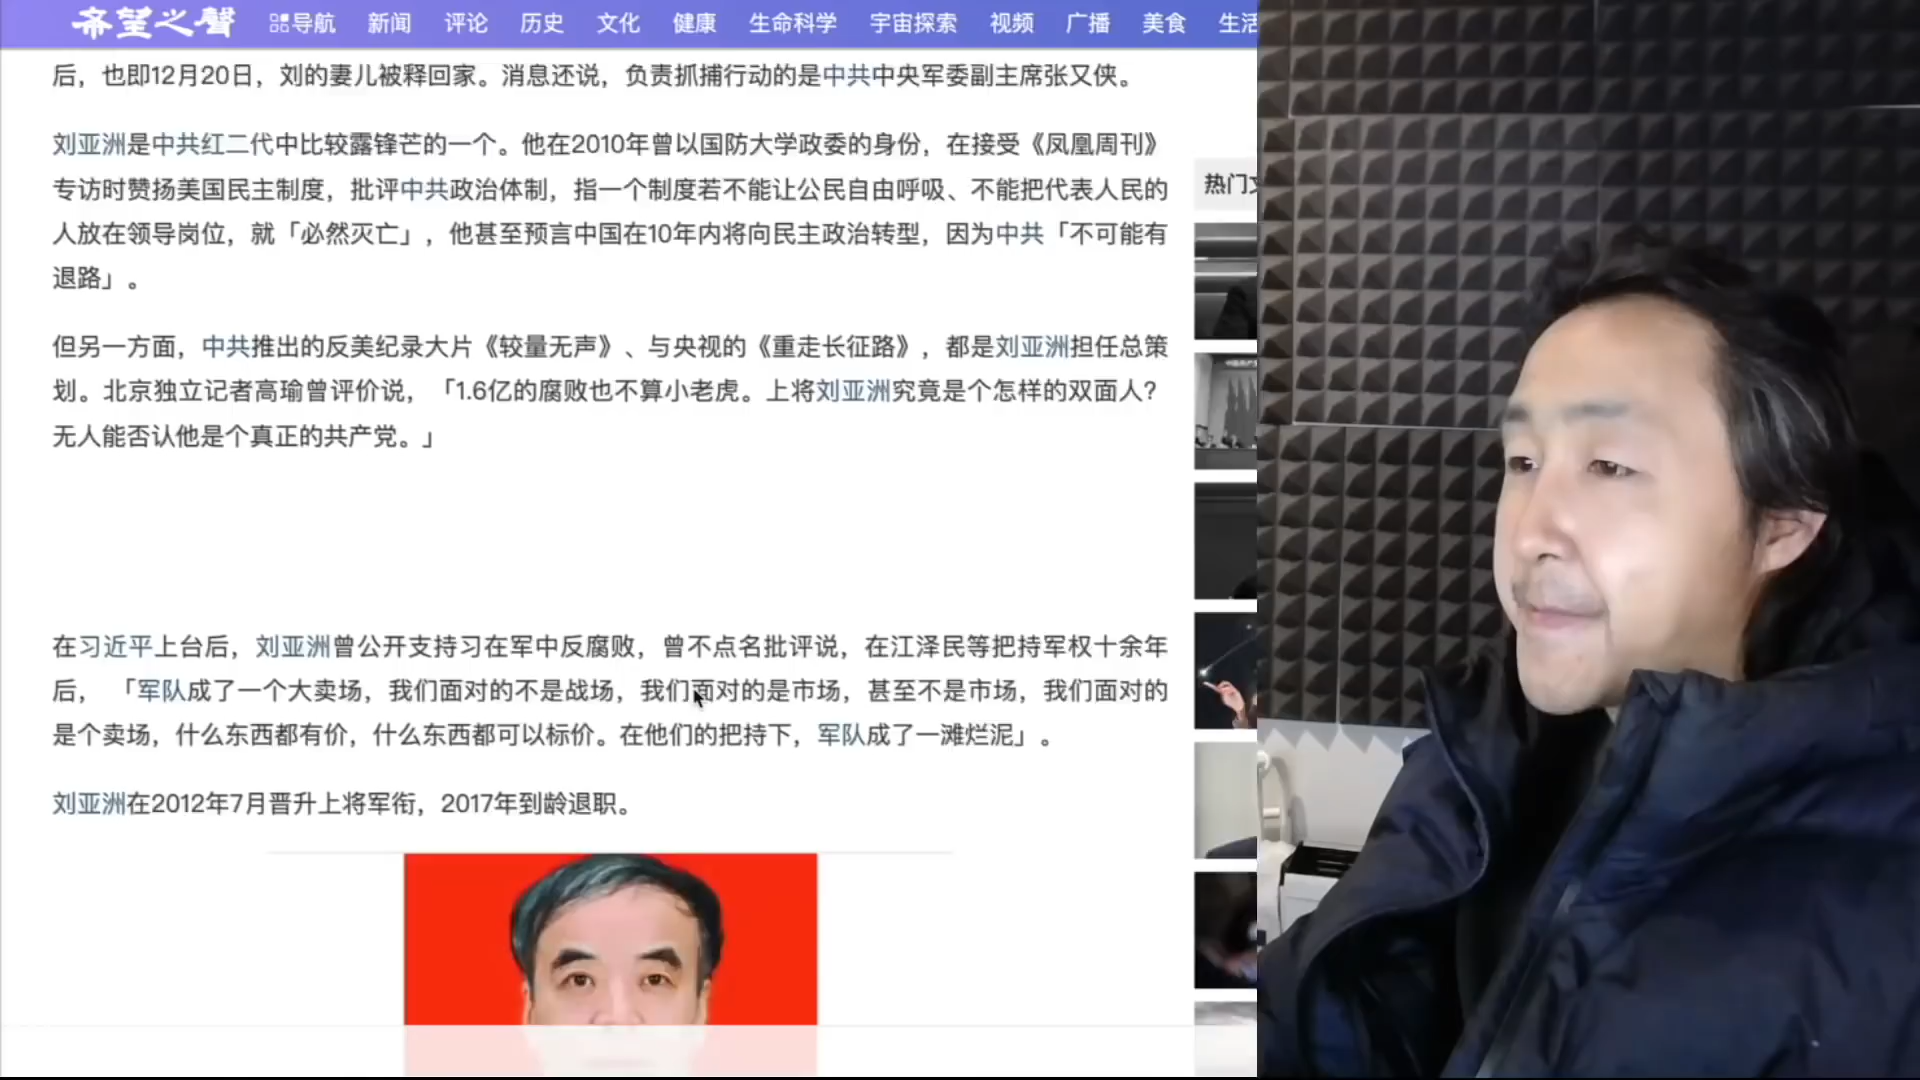 希望之聲 导航 新闻 评论 历史 文化 健康 生命科学 宇宙探索 视频 广播 美食 生活
后，也即12月20日，刘的妻儿被释回家。消息还说，负责抓捕行动的是中共中央军委副主席张又侠。
刘亚洲是中共红二代中比较露锋芒的一个。他在2010年曾以国防大学政委的身份，在接受《凤凰周刊》
专访时赞扬美国民主制度，批评中共政治体制，指一个制度若不能让公民自由呼吸、不能把代表人民的
人放在领导岗位，就「必然灭亡」，他甚至预言中国在10年内将向民主政治转型，因为中共「不可能有
退路」。
热门文
但另一方面，中共推出的反美纪录大片《较量无声》、与央视的《重走长征路》，都是刘亚洲担任总策
划。北京独立记者高瑜曾评价说，「1.6亿的腐败也不算小老虎。上将刘亚洲究竟是个怎样的双面人？
无人能否认他是个真正的共产党。」
在习近平上台后，刘亚洲曾公开支持习在军中反腐败，曾不点名批评说，在江泽民等把持军权十余年
后，「军队成了一个大卖场，我们面对的不是战场，我们面对的是市场，甚至不是市场，我们面对的
是个卖场，什么东西都有价，什么东西都可以标价。在他们的把持下，军队成了一滩烂泥」。
刘亚洲在2012年7月晋升上将军衔，2017年到龄退职。